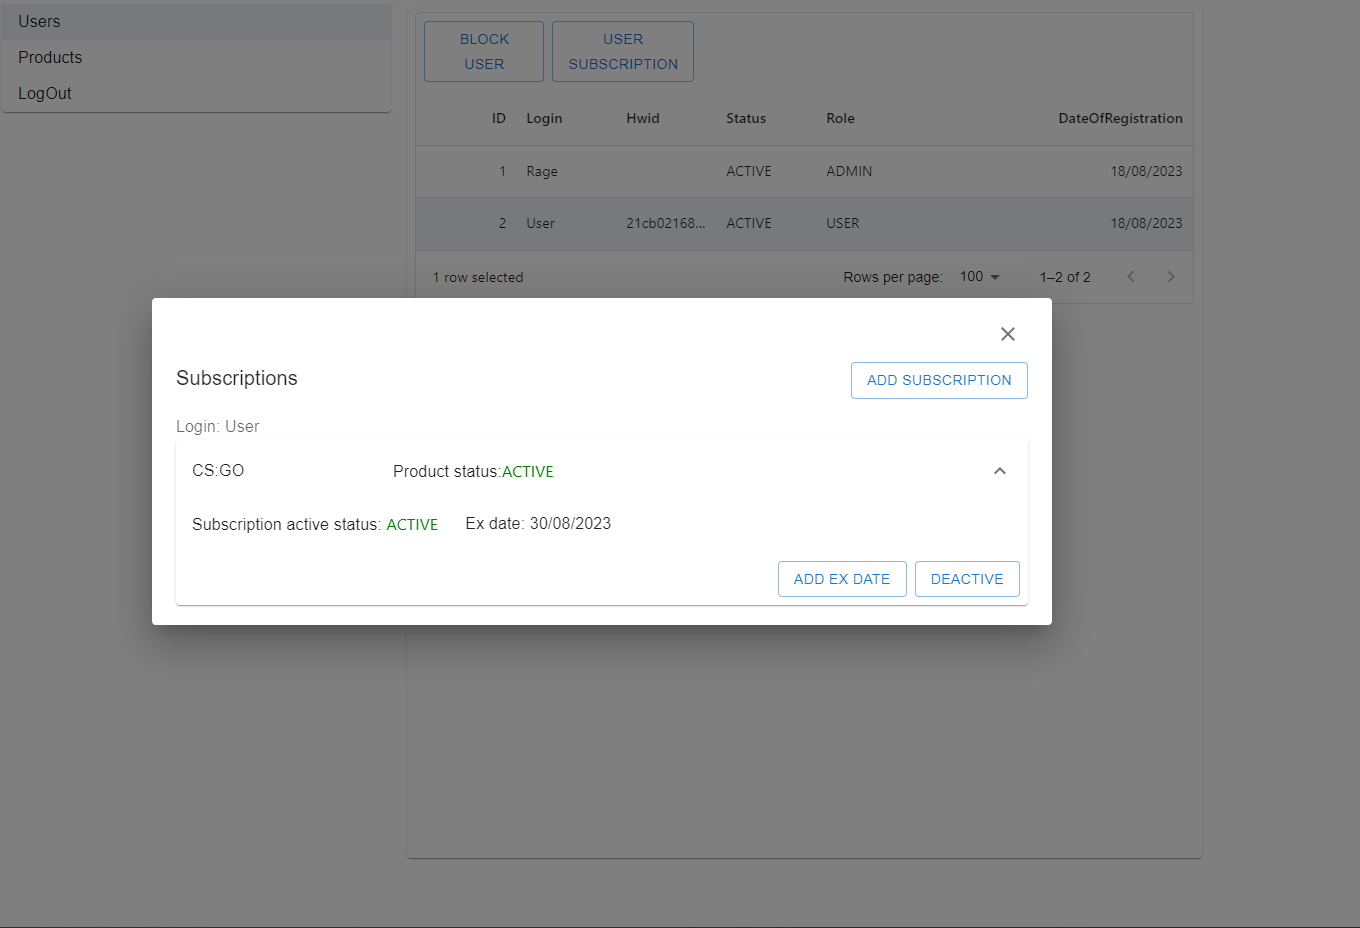 Users
Products
LogOut
BLOCK
USER
USER
SUBSCRIPTION
ID Login Hwid Status Role DateOfRegistration
1 Rage ACTIVE ADMIN 18/08/2023
2 User 21cb02168... ACTIVE USER 18/08/2023
1 row selected Rows per page: 100 1–2 of 2
Subscriptions
ADD SUBSCRIPTION
Login: User
CS:GO Product status:ACTIVE
Subscription active status: ACTIVE Ex date: 30/08/2023
ADD EX DATE DEACTIVE